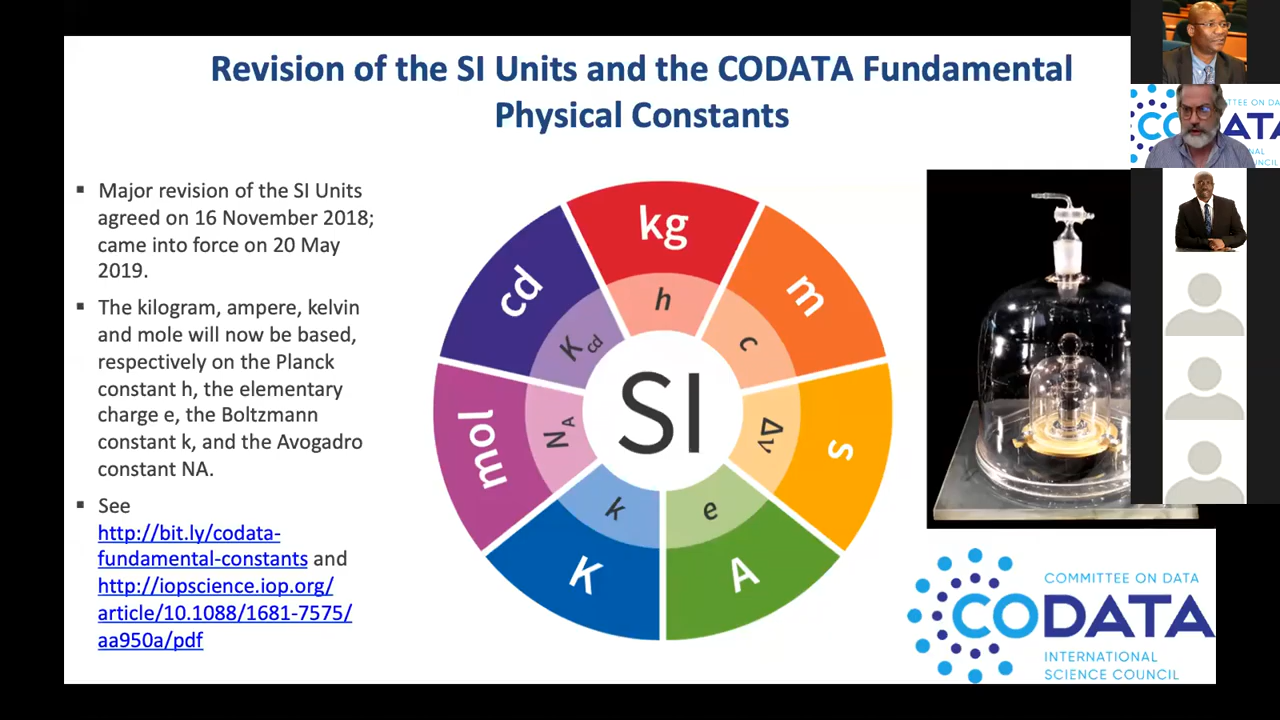 Revision of the SI Units and the CODATA Fundamental
Physical Constants
▪ Major revision of the SI Units
agreed on 16 November 2018;
came into force on 20 May
2019.
▪ The kilogram, ampere, kelvin
and mole will now be based,
respectively on the Planck
constant h, the elementary
charge e, the Boltzmann
constant k, and the Avogadro
constant NA.
▪ See
http://bit.ly/codata-
fundamental-constants and
http://iopscience.iop.org/
article/10.1088/1681-7575/
aa950a/pdf
kg
h
m
c
s
Δν
A
e
K
k
mol
NA
cd
Kcd
SI
COMMITTEE ON DATA
CODATA
INTERNATIONAL
SCIENCE COUNCIL